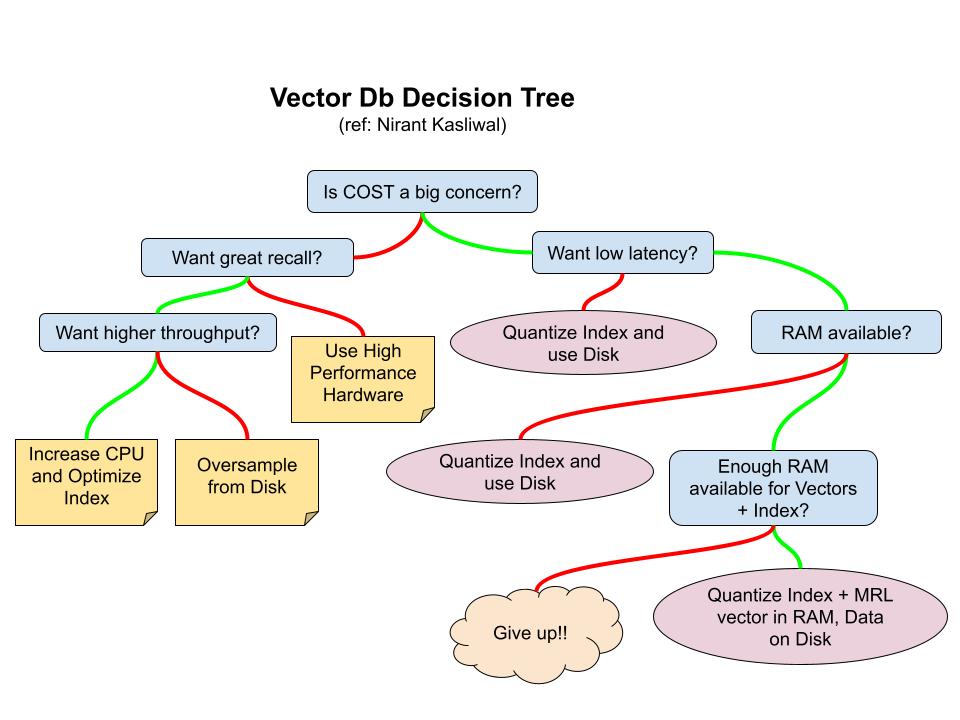 Vector Db Decision Tree
(ref: Nirant Kasliwal)
Is COST a big concern?
Want great recall?
Want low latency?
Want higher throughput?
Use High
Performance
Hardware
Quantize Index and
use Disk
RAM available?
Increase CPU
and Optimize
Index
Oversample
from Disk
Quantize Index and
use Disk
Enough RAM
available for Vectors
+ Index?
Give up!!
Quantize Index + MRL
vector in RAM, Data
on Disk